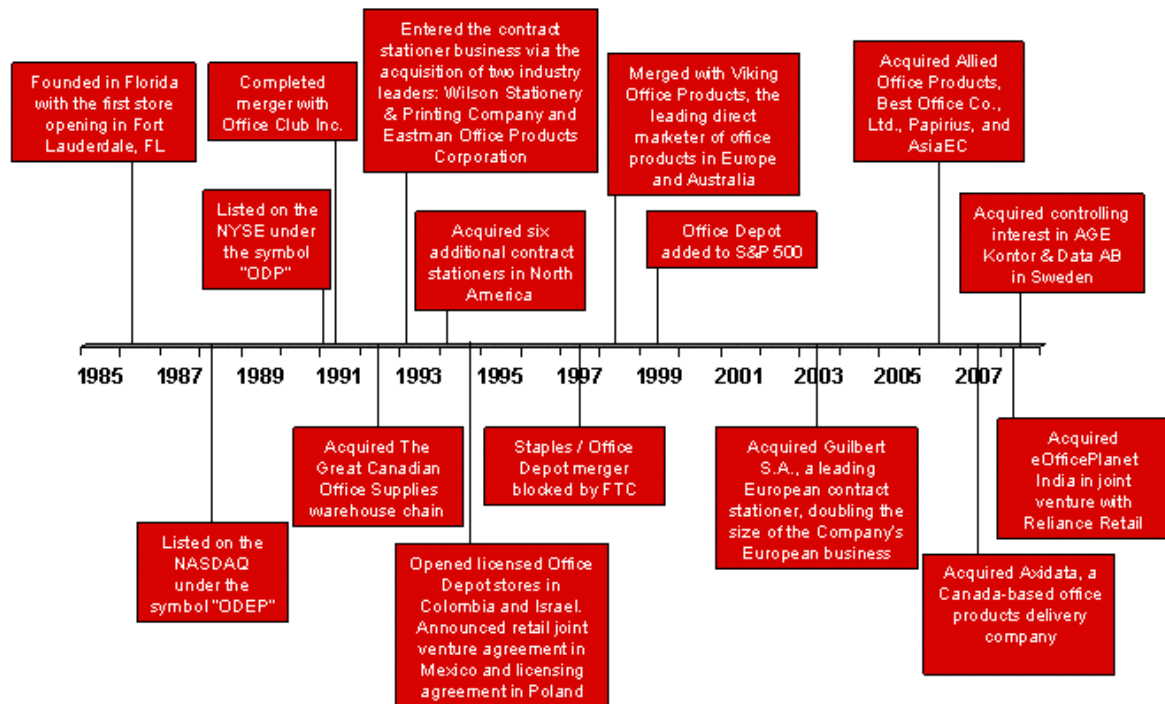 Founded in Florida
with the first store
opening in Fort
Lauderdale, FL
Completed
merger with
Office Club Inc.
Listed on the
NYSE under
the symbol
"ODP"
Entered the contract
stationer business via the
acquisition of two industry
leaders: Wilson Stationery
& Printing Company and
Eastman Office Products
Corporation
Acquired six
additional contract
stationers in North
America
Merged with Viking
Office Products, the
leading direct
marketer of office
products in Europe
and Australia
Office Depot
added to S&P 500
Acquired Allied
Office Products,
Best Office Co.,
Ltd., Papirius, and
AsiaEC
Acquired controlling
interest in AGE
Kontor & Data AB
in Sweden
1985 1987 1989 1991 1993 1995 1997 1999 2001 2003 2005 2007
Listed on the
NASDAQ
under the
symbol "ODEP"
Acquired The
Great Canadian
Office Supplies
warehouse chain
Opened licensed Office
Depot stores in
Colombia and Israel.
Announced retail joint
venture agreement in
Mexico and licensing
agreement in Poland
Staples / Office
Depot merger
blocked by FTC
Acquired Guilbert
S.A., a leading
European contract
stationer, doubling the
size of the Company's
European business
Acquired Axidata, a
Canada-based office
products delivery
company
Acquired
eOfficePlanet
India in joint
venture with
Reliance Retail